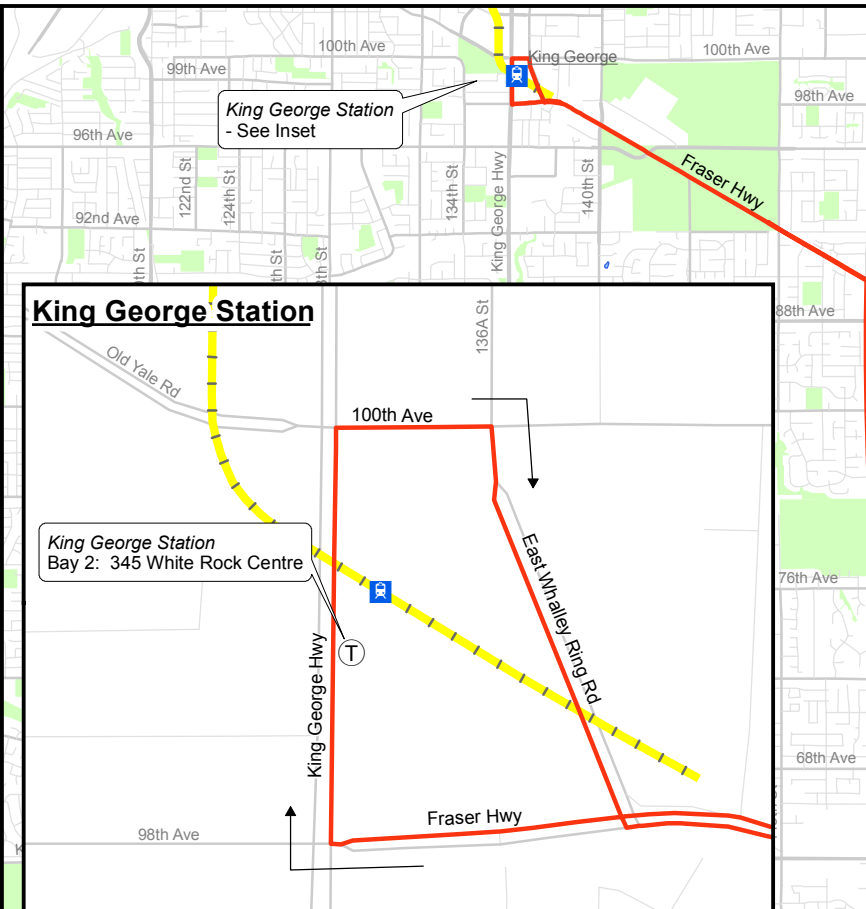 100th Ave
King George
100th Ave
99th Ave
98th Ave
King George Station
- See Inset
96th Ave
Fraser Hwy
122nd St
124th St
134th St
King George Hwy
140th St
92nd Ave
King George Station
88th Ave
136A St
Old Yale Rd
100th Ave
King George Station
Bay 2: 345 White Rock Centre
T
East Whalley Ring Rd
76th Ave
King George Hwy
68th Ave
Fraser Hwy
98th Ave